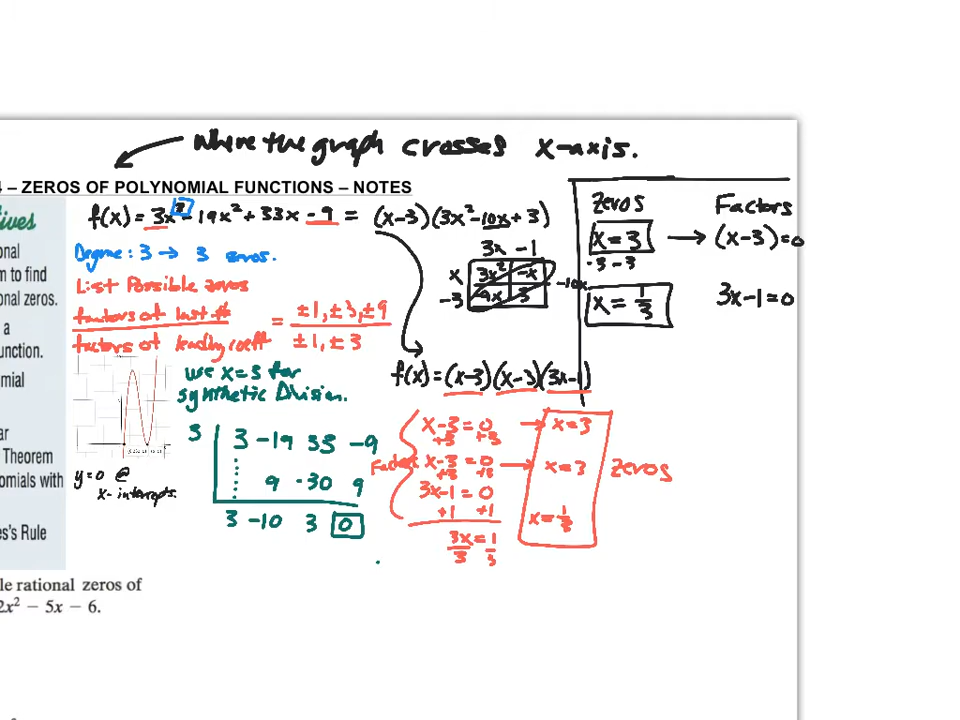 where the graph crosses x-axis.
4 – ZEROS OF POLYNOMIAL FUNCTIONS – NOTES
ives
onal
m to find
onal zeros.
a
unction.
mial
ar
Theorem
omials with
es's Rule
le rational zeros of
2x² − 5x − 6.
f(x) = 3x³ - 19x² + 33x - 9 = (x-3)(3x²-10x+3)
Degree: 3 → 3 zeros.
List Possible zeros
factors of last # = ±1, ±3, ±9
factors of leading coeff ±1, ±3
3x -1
x 3x² -x
-3 -9x 3 -10x
f(x) = (x-3)(x-3)(3x-1)
use x=3 for
synthetic Division.
y=0 @
x-intercepts.
3 3 -19 33 -9
9 -30 9
3 -10 3 0
Factors
x-3=0 → x=3
+3 +3
x-3=0 → x=3
+3 +3
3x-1=0
+1 +1
3x = 1 x=1/3
3 3
zeros
Zeros Factors
x=3 → (x-3)=0
-3 -3
x = 1/3 3x-1=0